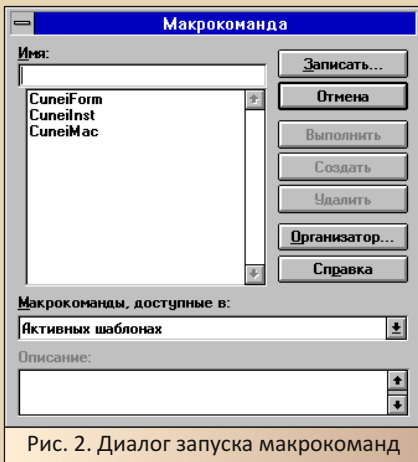 Макрокоманда
Имя:
Записать...
CuneiForm
CuneiInst
CuneiMac
Отмена
Выполнить
Создать
Удалить
Организатор...
Справка
Макрокоманды, доступные в:
Активных шаблонах
Описание:
Рис. 2. Диалог запуска макрокоманд